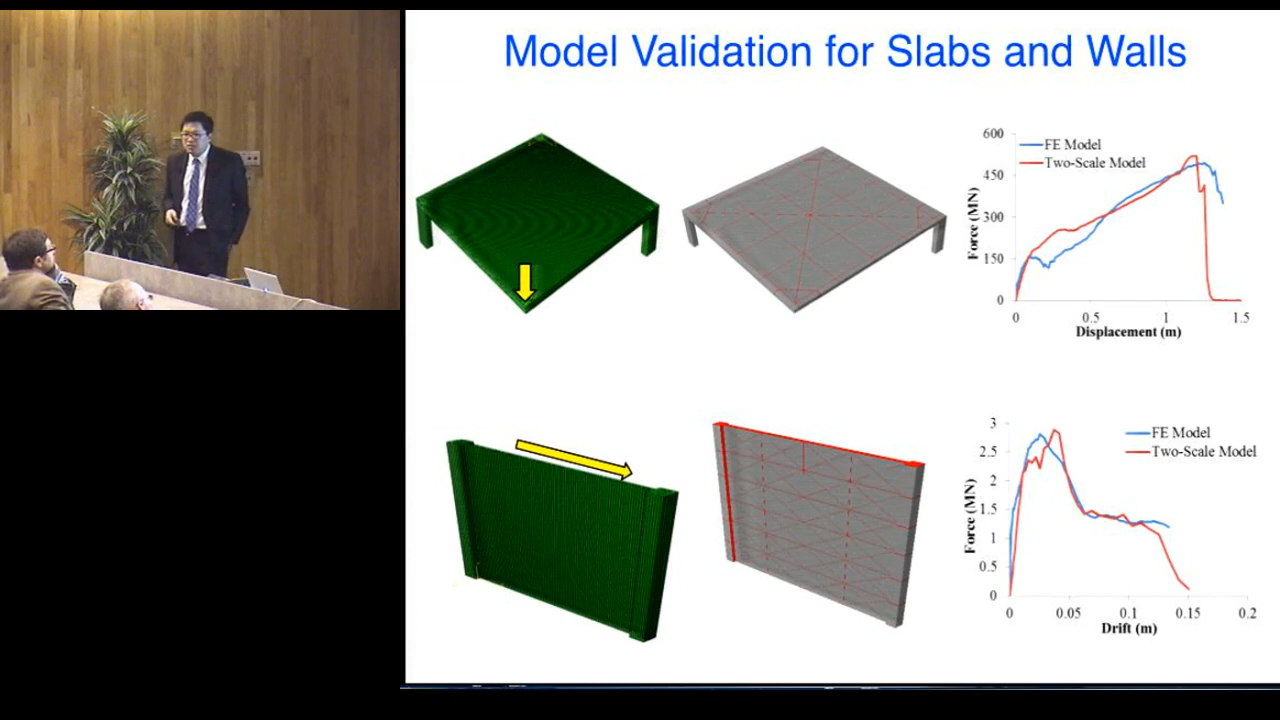 Model Validation for Slabs and Walls
600
450
300
150
0
Force (MN)
FE Model
Two-Scale Model
0
0.5
1
1.5
Displacement (m)
3
2.5
2
1.5
1
0.5
0
Force (MN)
FE Model
Two-Scale Model
0
0.05
0.1
0.15
0.2
Drift (m)